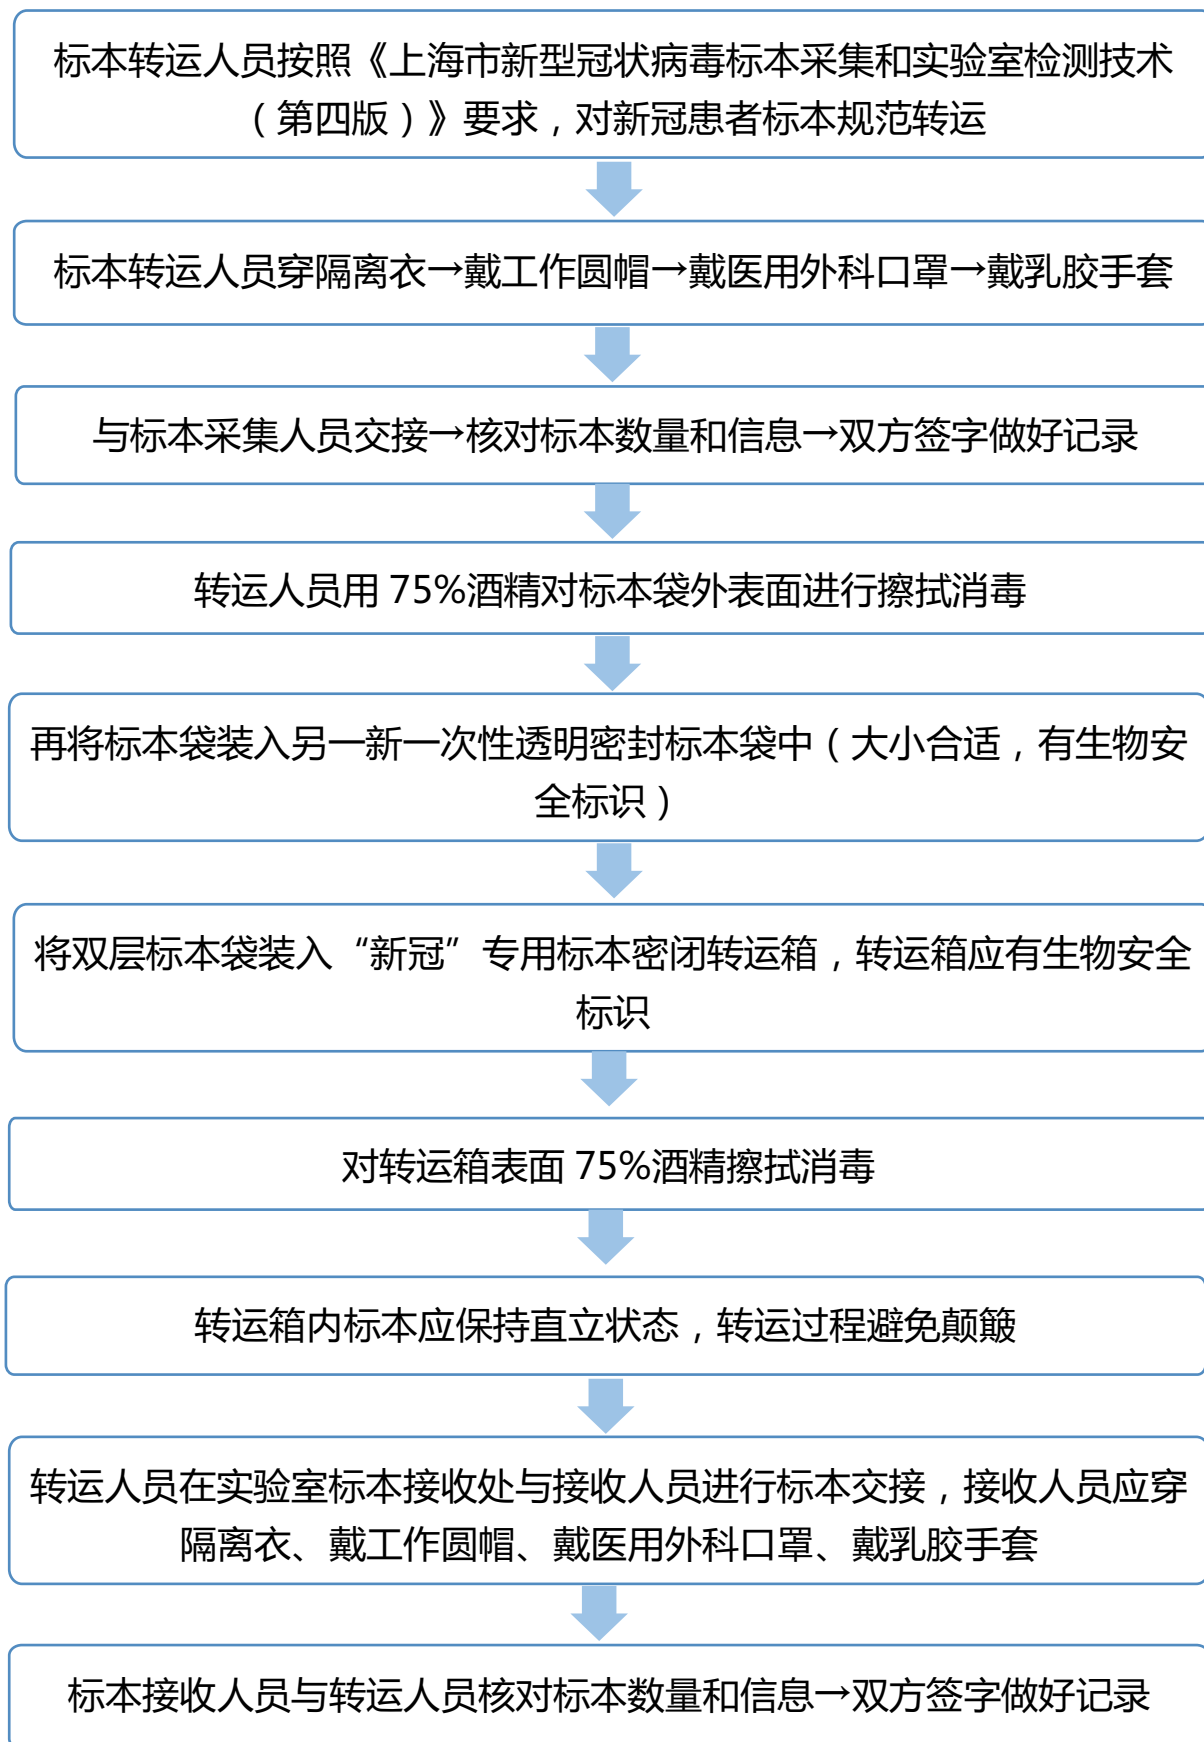 标本转运人员按照《上海市新型冠状病毒标本采集和实验室检测技术
（第四版）》要求，对新冠患者标本规范转运
标本转运人员穿隔离衣→戴工作圆帽→戴医用外科口罩→戴乳胶手套
与标本采集人员交接→核对标本数量和信息→双方签字做好记录
转运人员用 75%酒精对标本袋外表面进行擦拭消毒
再将标本袋装入另一新一次性透明密封标本袋中（大小合适，有生物安
全标识）
将双层标本袋装入“新冠”专用标本密闭转运箱，转运箱应有生物安全
标识
对转运箱表面 75%酒精擦拭消毒
转运箱内标本应保持直立状态，转运过程避免颠簸
转运人员在实验室标本接收处与接收人员进行标本交接，接收人员应穿
隔离衣、戴工作圆帽、戴医用外科口罩、戴乳胶手套
标本接收人员与转运人员核对标本数量和信息→双方签字做好记录